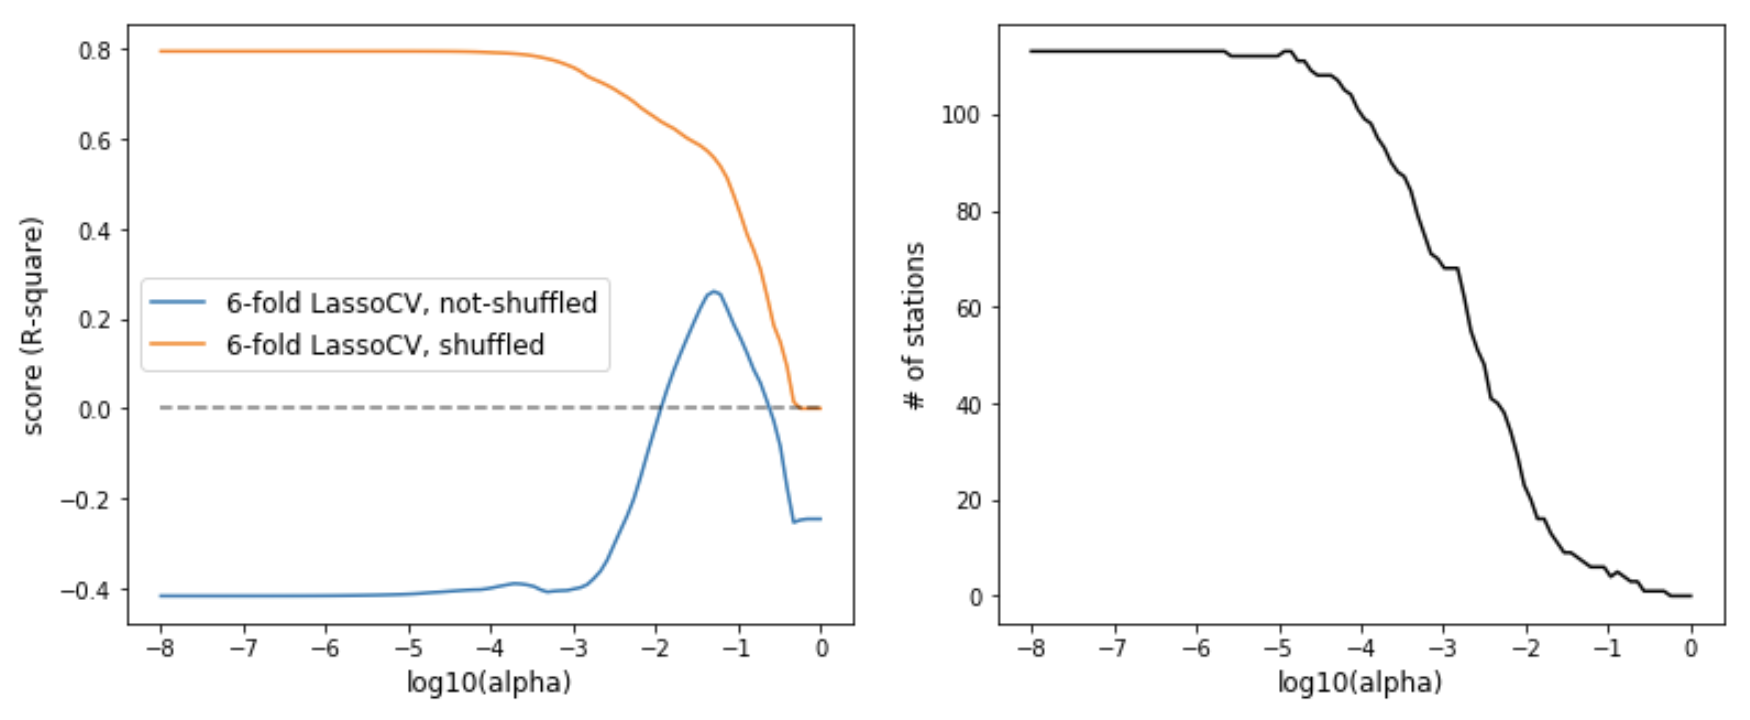 0.8
0.6
0.4
0.2
0.0
−0.2
−0.4
score (R-square)
6-fold LassoCV, not-shuffled
6-fold LassoCV, shuffled
−8 −7 −6 −5 −4 −3 −2 −1 0
log10(alpha)
100
80
60
40
20
0
# of stations
−8 −7 −6 −5 −4 −3 −2 −1 0
log10(alpha)